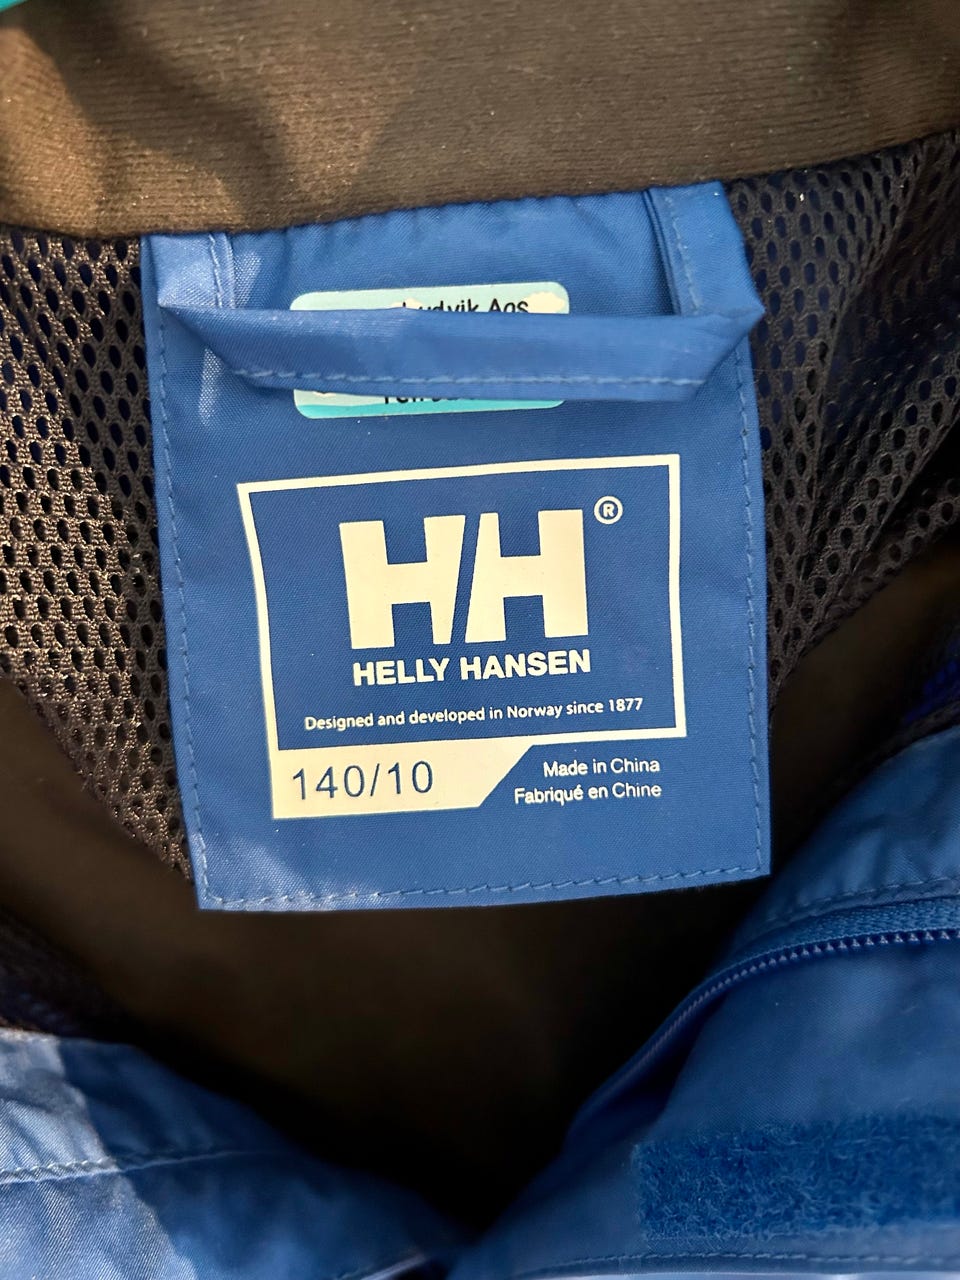 HH®
HELLY HANSEN
Designed and developed in Norway since 1877
140/10
Made in China
Fabriqué en Chine